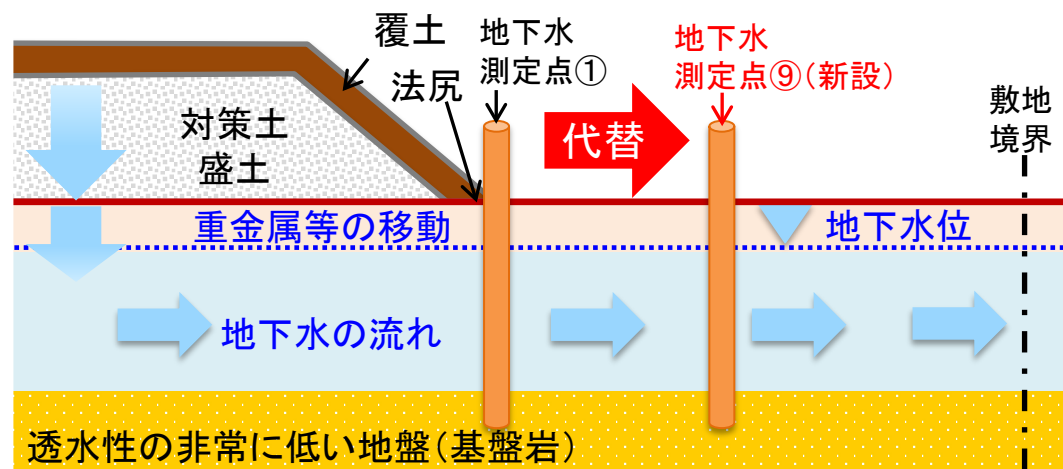 覆土
地下水
測定点①
法尻
地下水
測定点⑨(新設)
代替
敷地
境界
対策土
盛土
重金属等の移動
地下水位
地下水の流れ
透水性の非常に低い地盤(基盤岩)